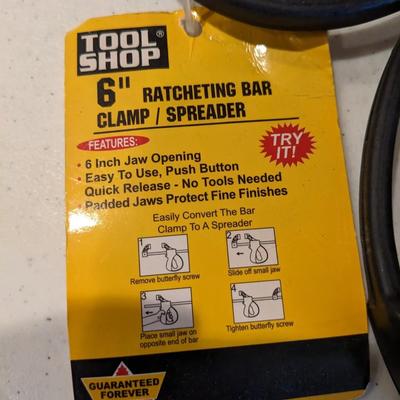 TOOL®
SHOP
6" RATCHETING BAR
CLAMP / SPREADER
FEATURES:
TRY
IT!
• 6 Inch Jaw Opening
• Easy To Use, Push Button
Quick Release - No Tools Needed
• Padded Jaws Protect Fine Finishes
Easily Convert The Bar
Clamp To A Spreader
1
Remove butterfly screw
2
Slide off small jaw
3
Place small jaw on
opposite end of bar
4
Tighten butterfly screw
GUARANTEED
FOREVER